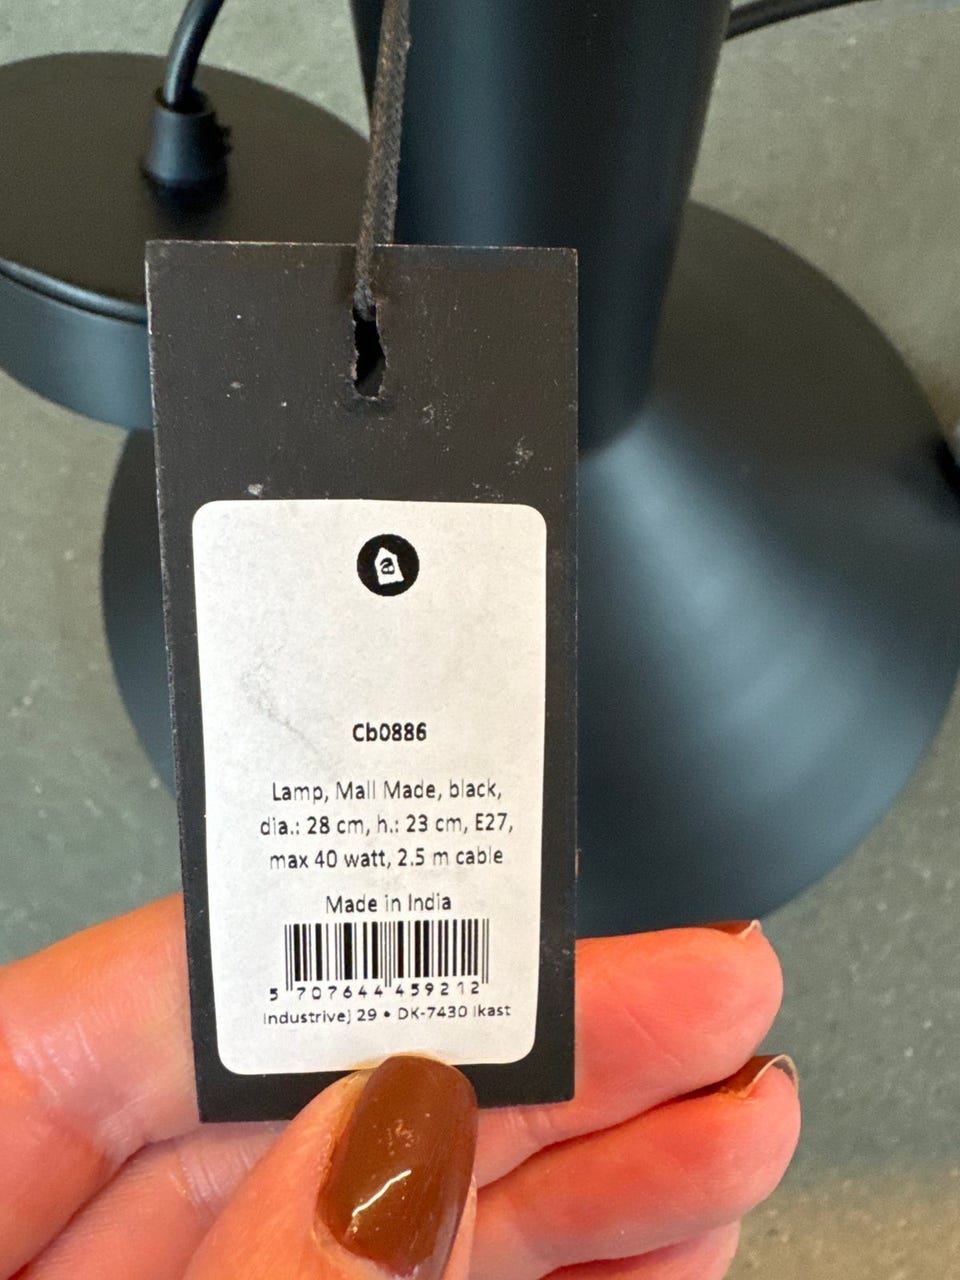 Cb0886
Lamp, Mall Made, black,
dia.: 28 cm, h.: 23 cm, E27,
max 40 watt, 2.5 m cable
Made in India
5 707644 459212
Industrivej 29 • DK-7430 Ikast